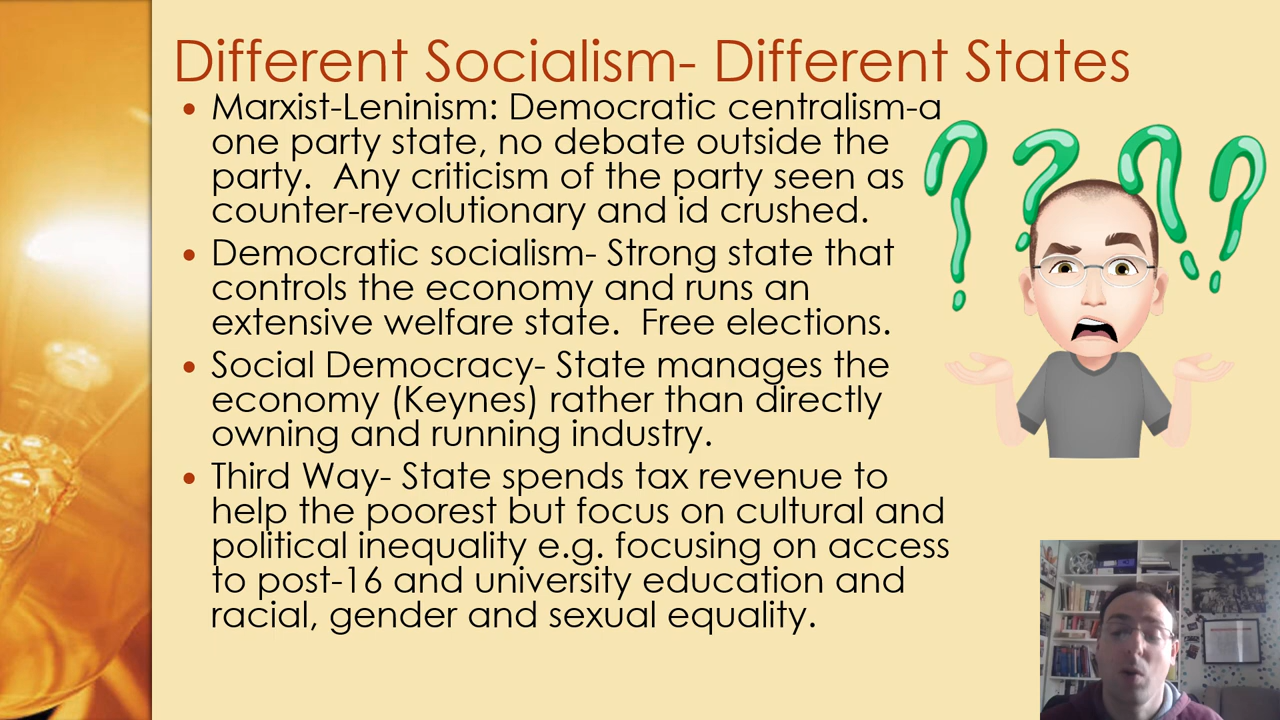 Different Socialism- Different States
• Marxist-Leninism: Democratic centralism-a
one party state, no debate outside the
party.  Any criticism of the party seen as
counter-revolutionary and id crushed.
• Democratic socialism- Strong state that
controls the economy and runs an
extensive welfare state.  Free elections.
• Social Democracy- State manages the
economy (Keynes) rather than directly
owning and running industry.
• Third Way- State spends tax revenue to
help the poorest but focus on cultural and
political inequality e.g. focusing on access
to post-16 and university education and
racial, gender and sexual equality.
????